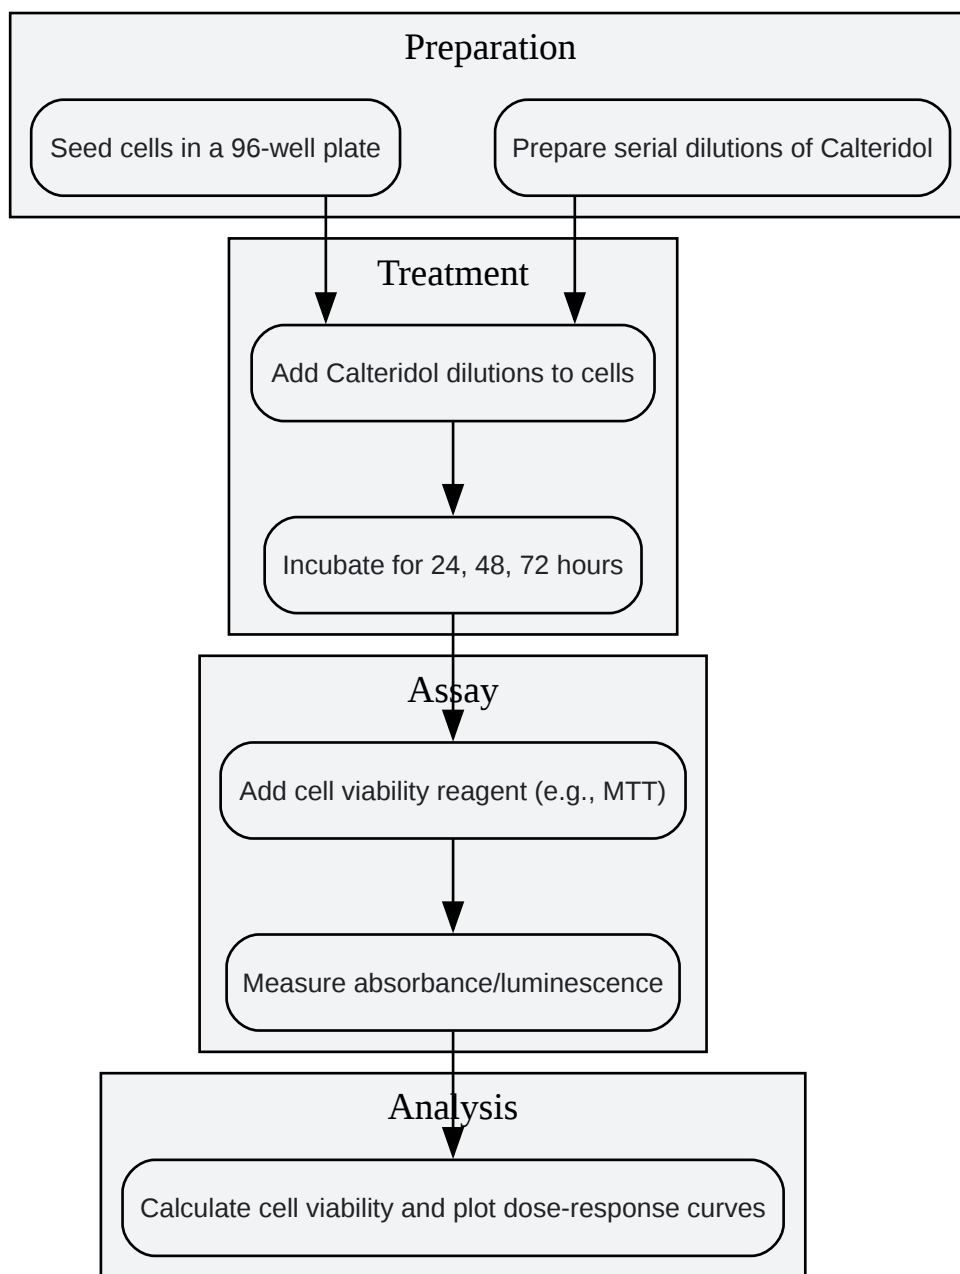 Preparation
Seed cells in a 96-well plate
Prepare serial dilutions of Calteridol
Treatment
Add Calteridol dilutions to cells
Incubate for 24, 48, 72 hours
Assay
Add cell viability reagent (e.g., MTT)
Measure absorbance/luminescence
Analysis
Calculate cell viability and plot dose-response curves